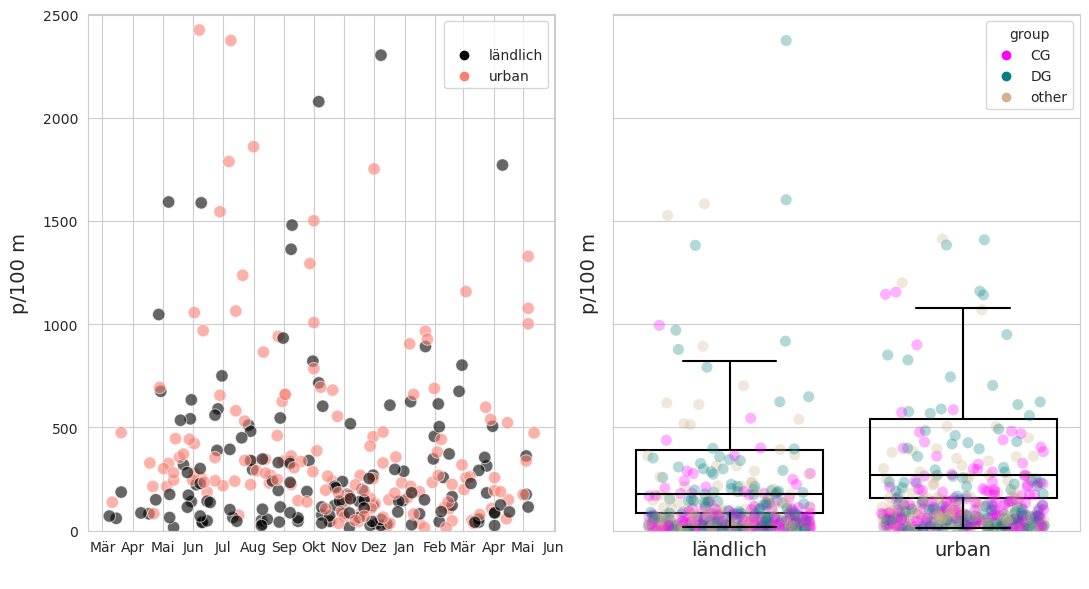 2500
2000
1500
1000
500
0
p/100 m
ländlich
urban
Mär Apr Mai Jun Jul Aug Sep Okt Nov Dez Jan Feb Mär Apr Mai Jun
p/100 m
group
CG
DG
other
ländlich urban